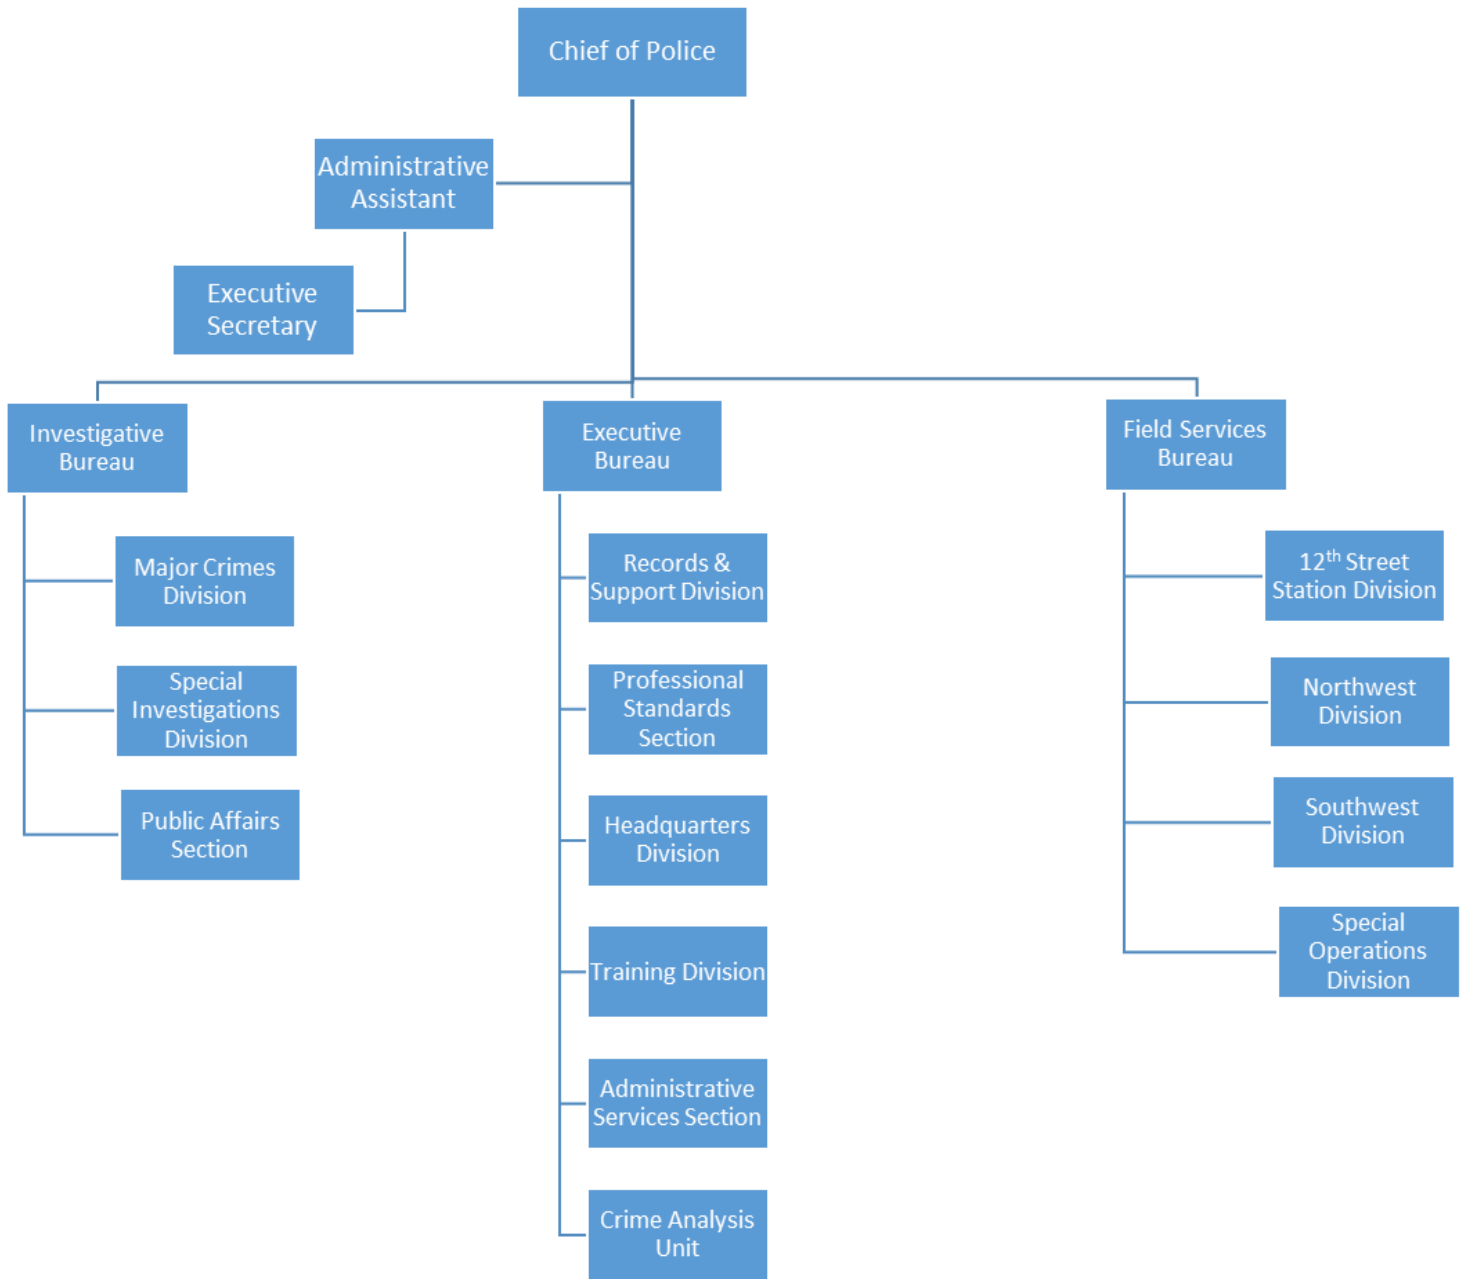 Chief of Police
Administrative
Assistant
Executive
Secretary
Investigative
Bureau
Major Crimes
Division
Special
Investigations
Division
Public Affairs
Section
Executive
Bureau
Records &
Support Division
Professional
Standards
Section
Headquarters
Division
Training Division
Administrative
Services Section
Crime Analysis
Unit
Field Services
Bureau
12th Street
Station Division
Northwest
Division
Southwest
Division
Special
Operations
Division